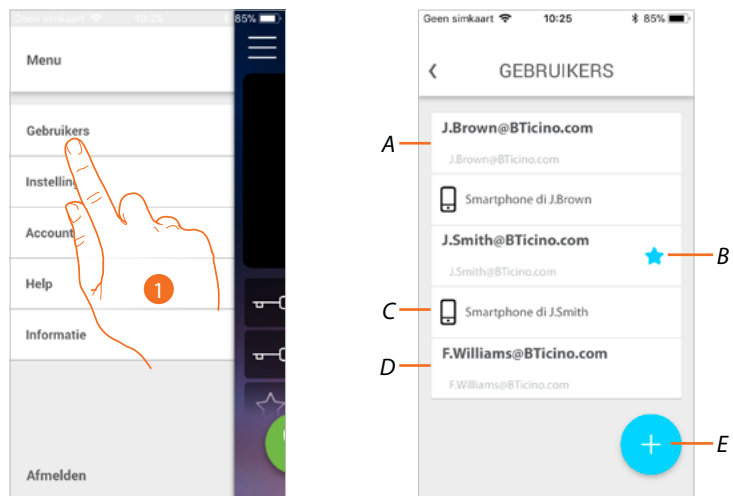 Geen simkaart 10:25 85%
Menu
Gebruikers
Instellin
Account
Help
Informatie
Afmelden
1
Geen simkaart 10:25 85%
GEBRUIKERS
A
J.Brown@BTicino.com
J.Brown@BTicino.com
Smartphone di J.Brown
J.Smith@BTicino.com
B
J.Smith@BTicino.com
C
Smartphone di J.Smith
D
F.Williams@BTicino.com
F.Williams@BTicino.com
E